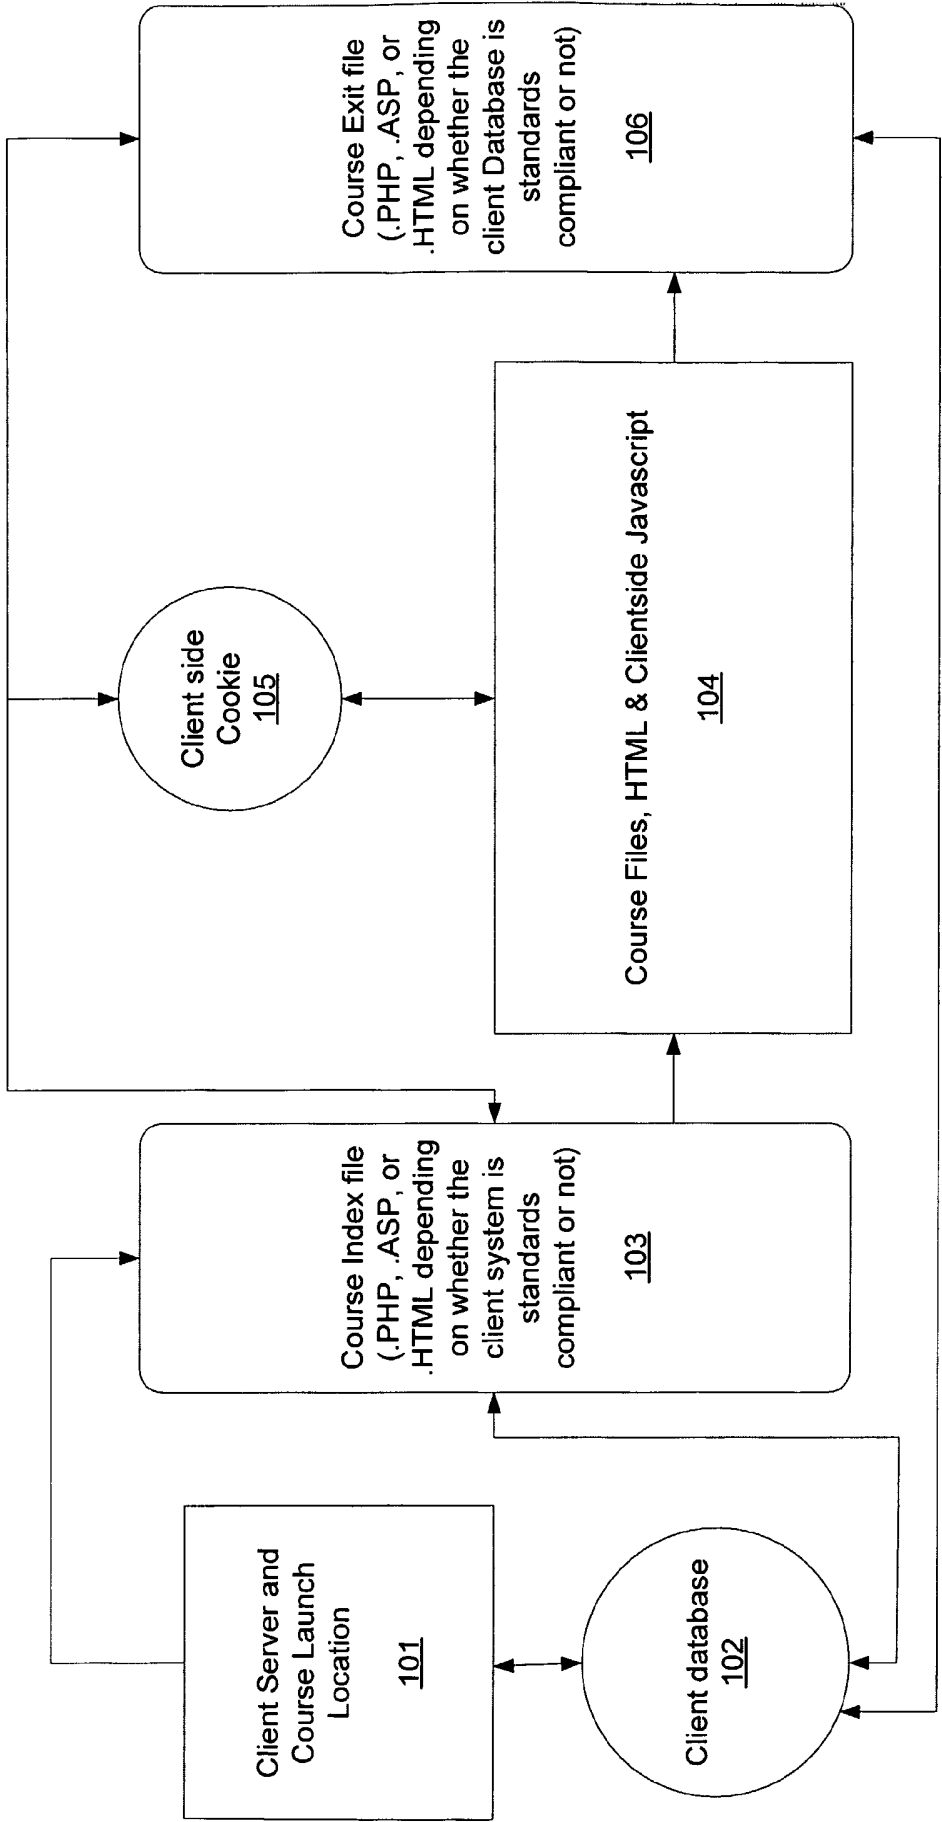 Client Server and
Course Launch
Location
101
Client database
102
Course Index file
(.PHP, .ASP, or
.HTML depending
on whether the
client system is
standards
compliant or not)
103
Client side
Cookie
105
Course Files, HTML & Clientside Javascript
104
Course Exit file
(.PHP, .ASP, or
.HTML depending
on whether the
client Database is
standards
compliant or not)
106